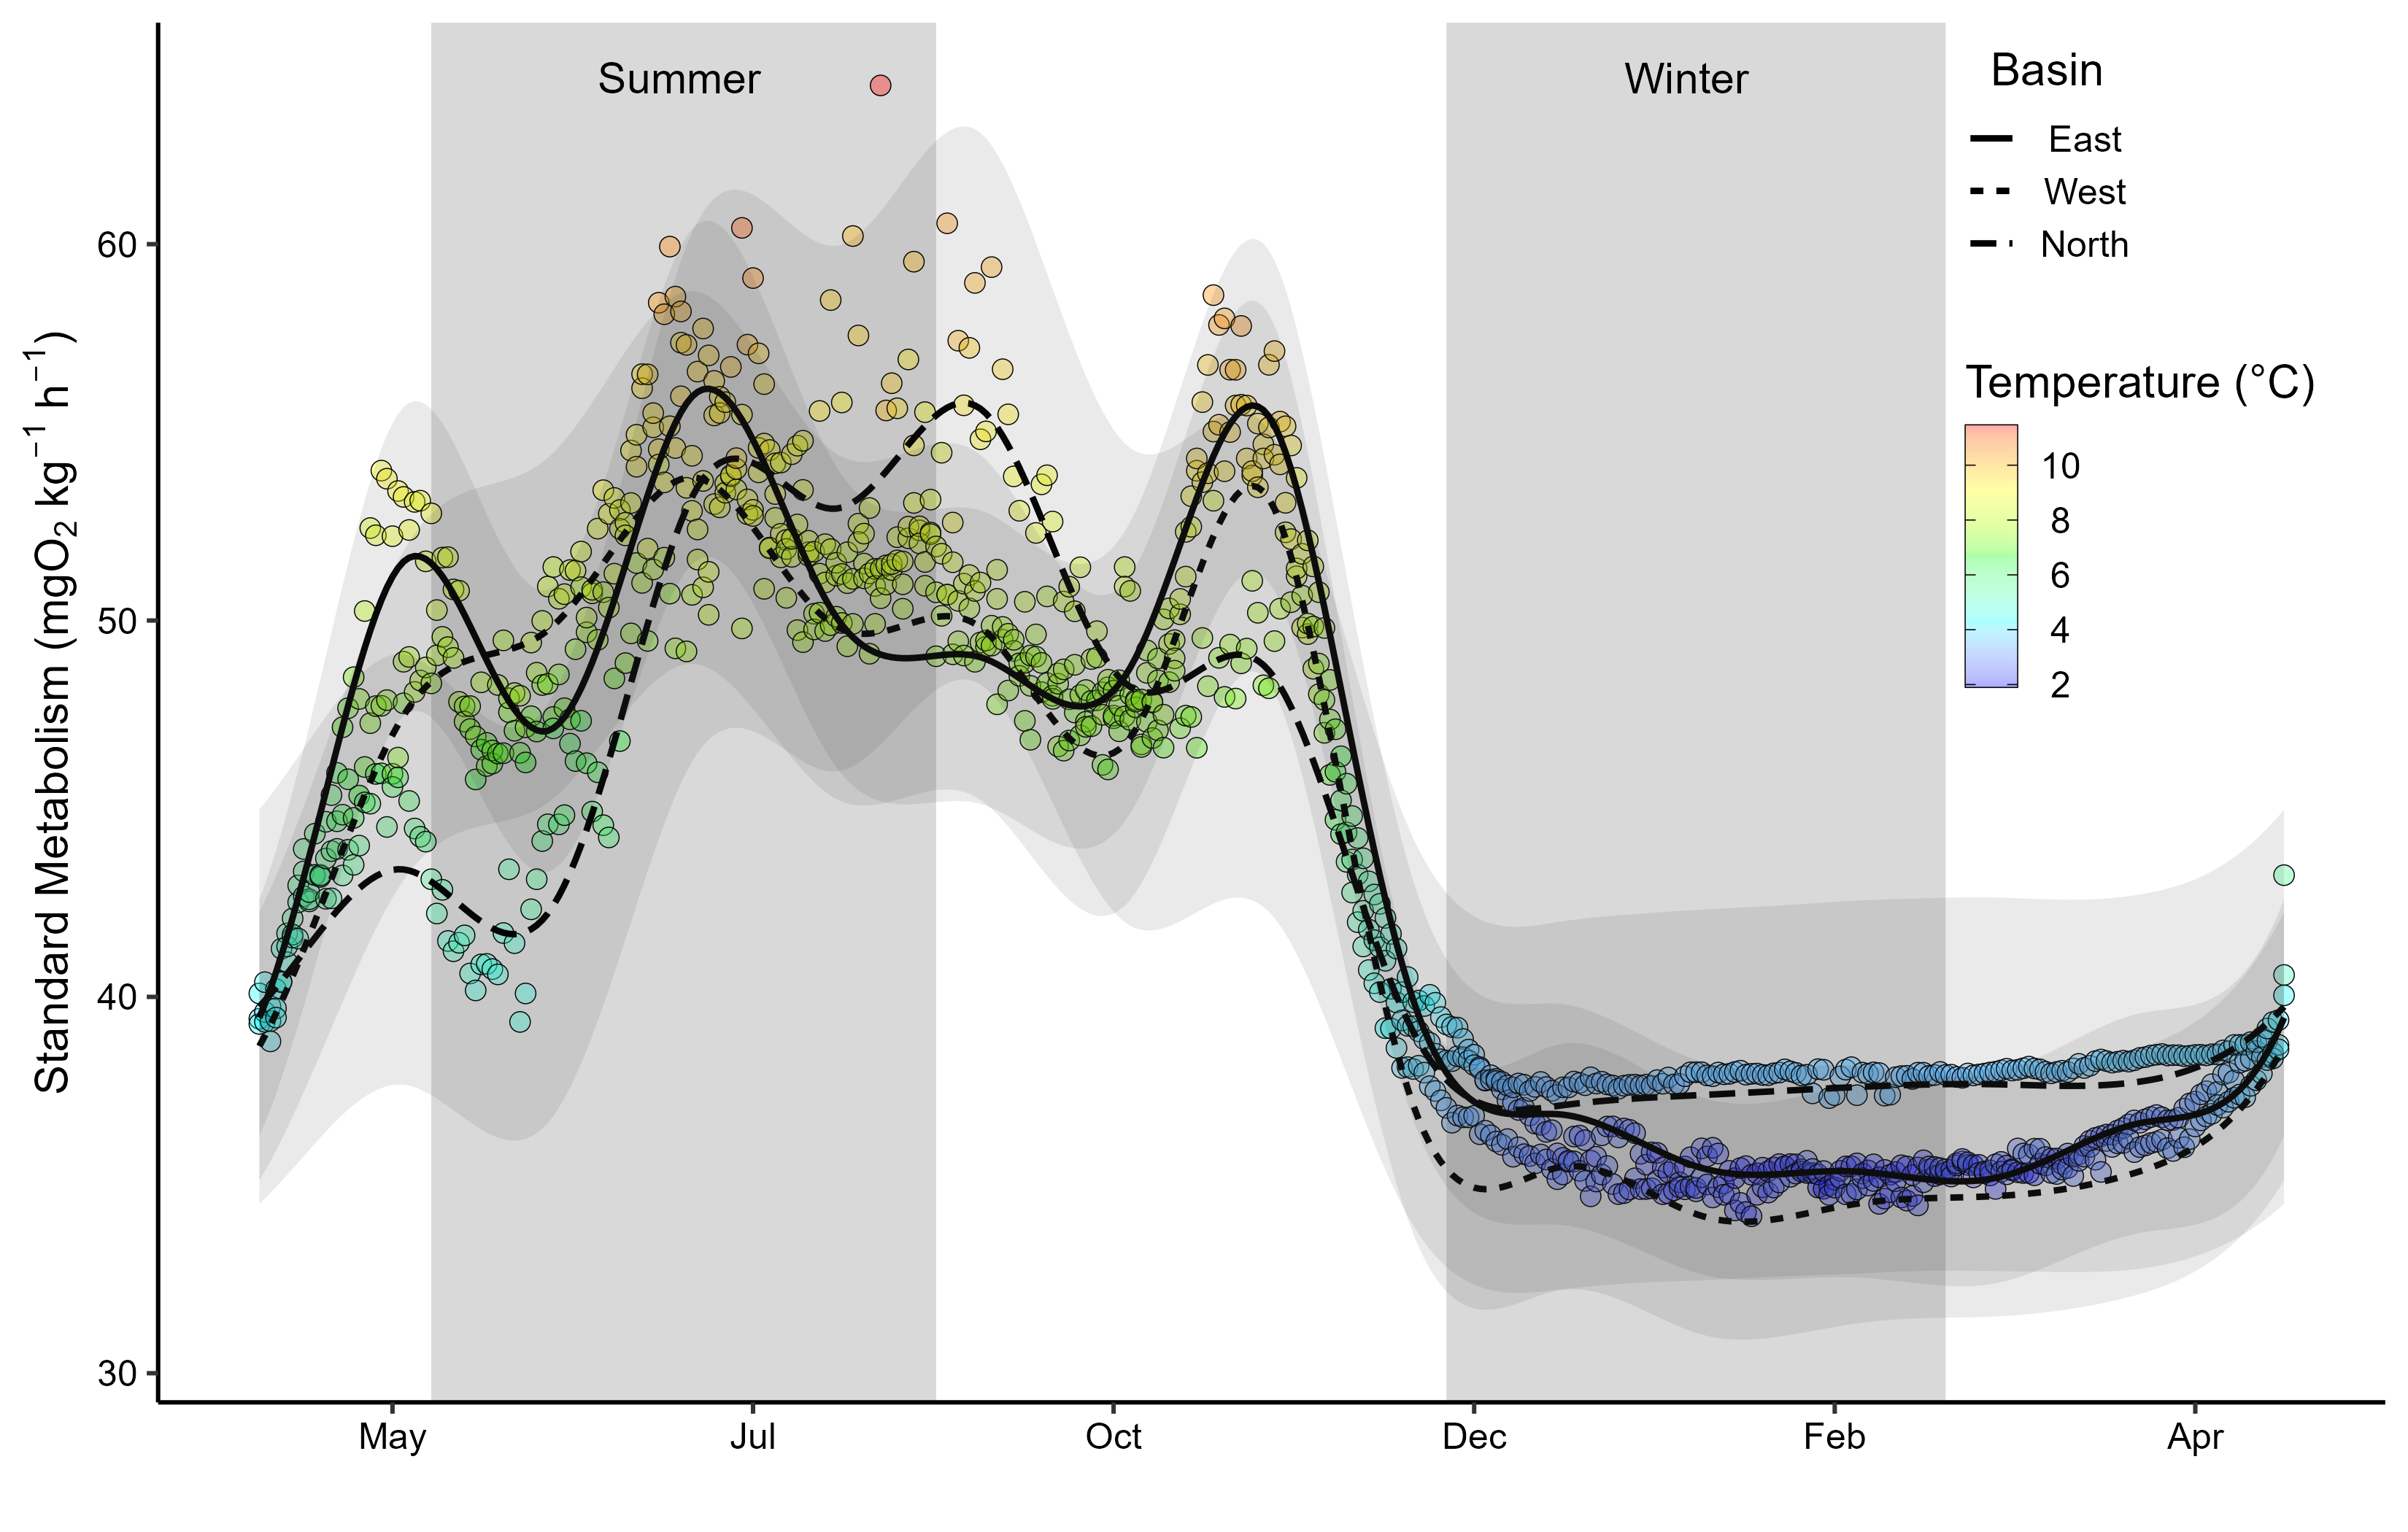 Summer
Winter
Basin
East
West
North
Temperature (°C)
10
8
6
4
2
Standard Metabolism (mgO₂ kg⁻¹ h⁻¹)
60
50
40
30
May
Jul
Oct
Dec
Feb
Apr